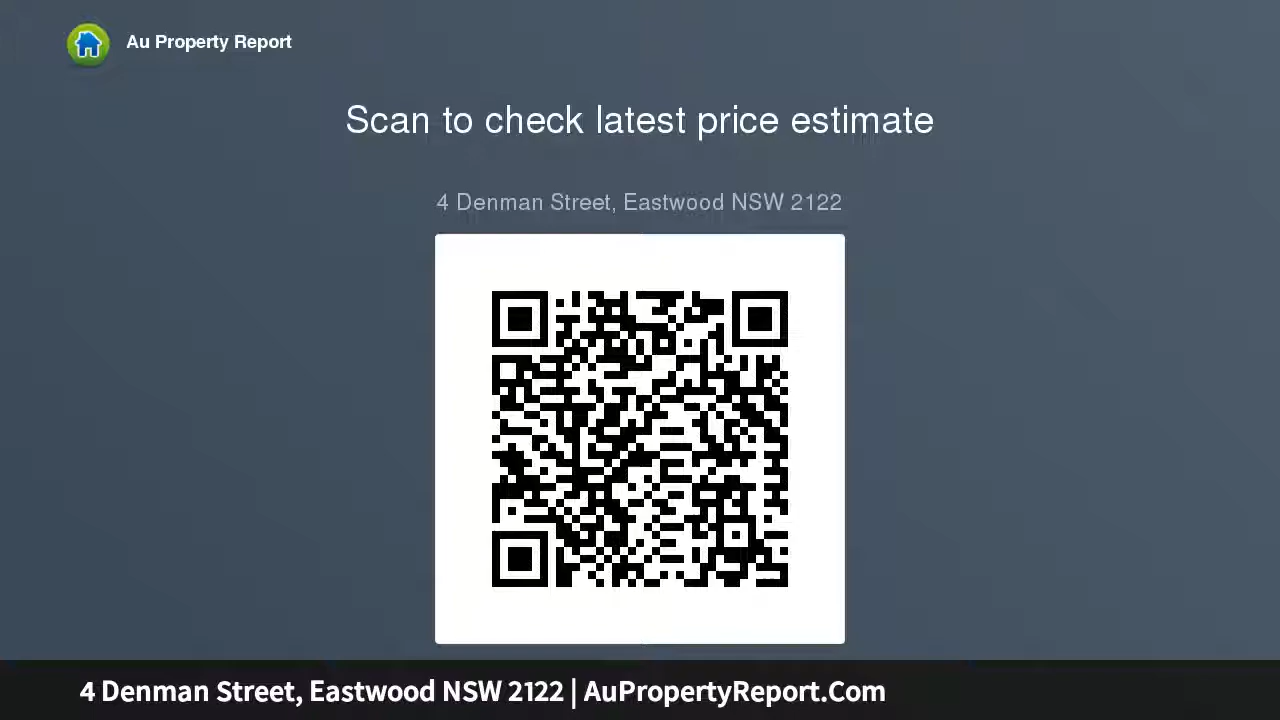 Au Property Report
Scan to check latest price estimate
4 Denman Street, Eastwood NSW 2122
4 Denman Street, Eastwood NSW 2122 | AuPropertyReport.Com